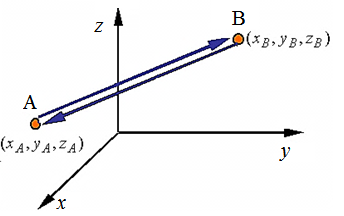 B
z
(x_B, y_B, z_B)
A
(x_A, y_A, z_A)
y
x